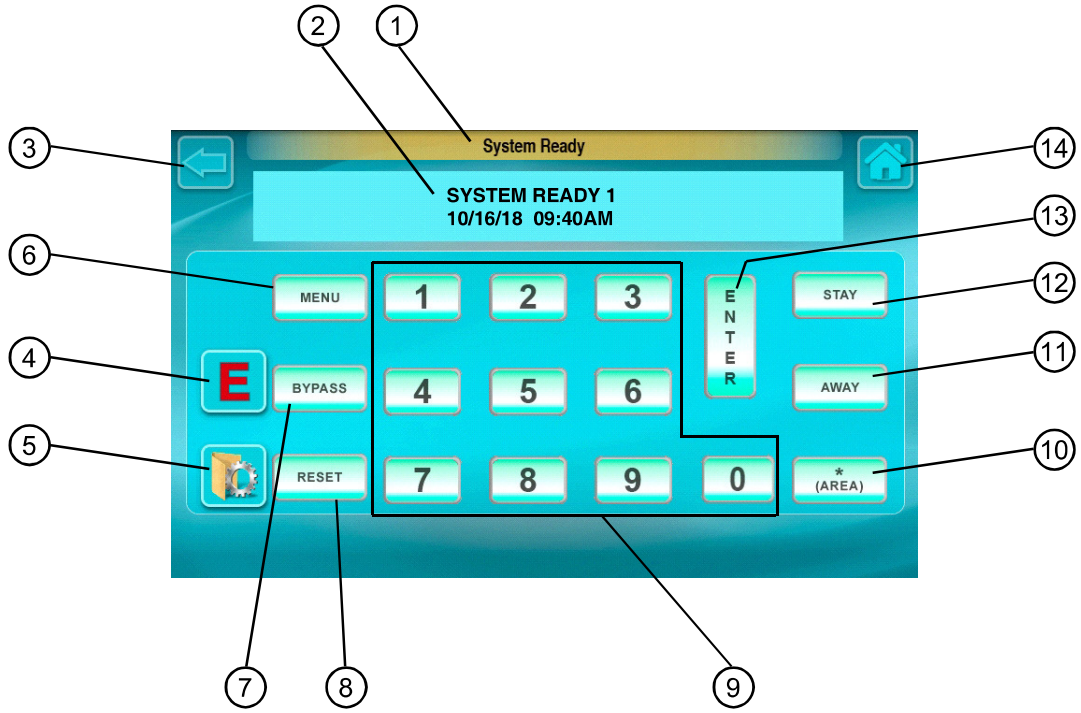 2 1
3 System Ready 14
SYSTEM READY 1
10/16/18 09:40AM
13
6 MENU 1 2 3 ENTER STAY 12
4 E BYPASS 4 5 6 AWAY 11
5 RESET 7 8 9 0 * 10
(AREA)
7 8 9